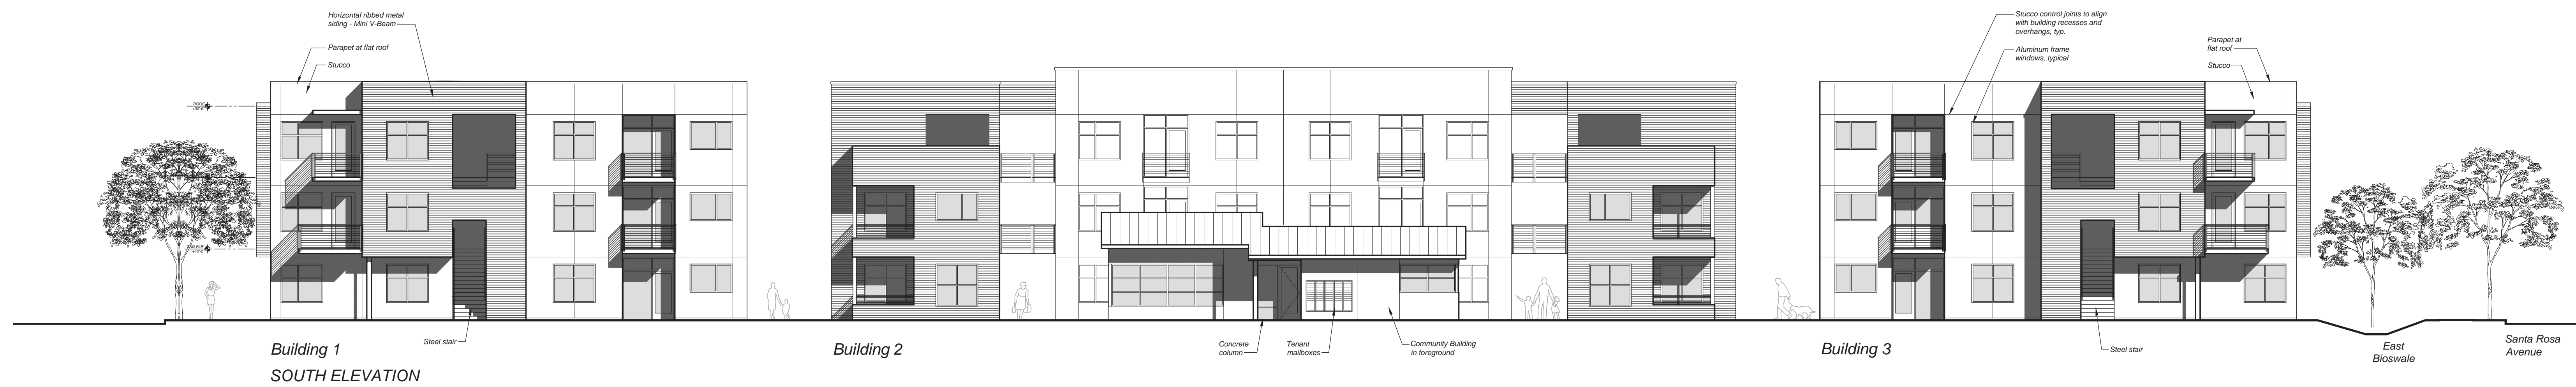 Horizontal ribbed metal
siding - Mini V-Beam
Parapet at flat roof
Stucco
Stucco control joints to align
with building recesses and
overhangs, typ.
Aluminum frame
windows, typical
Parapet at
flat roof
Stucco
Steel stair
Concrete
column
Tenant
mailboxes
Community Building
in foreground
Steel stair
Building 1
Building 2
Building 3
East
Bioswale
Santa Rosa
Avenue
SOUTH ELEVATION